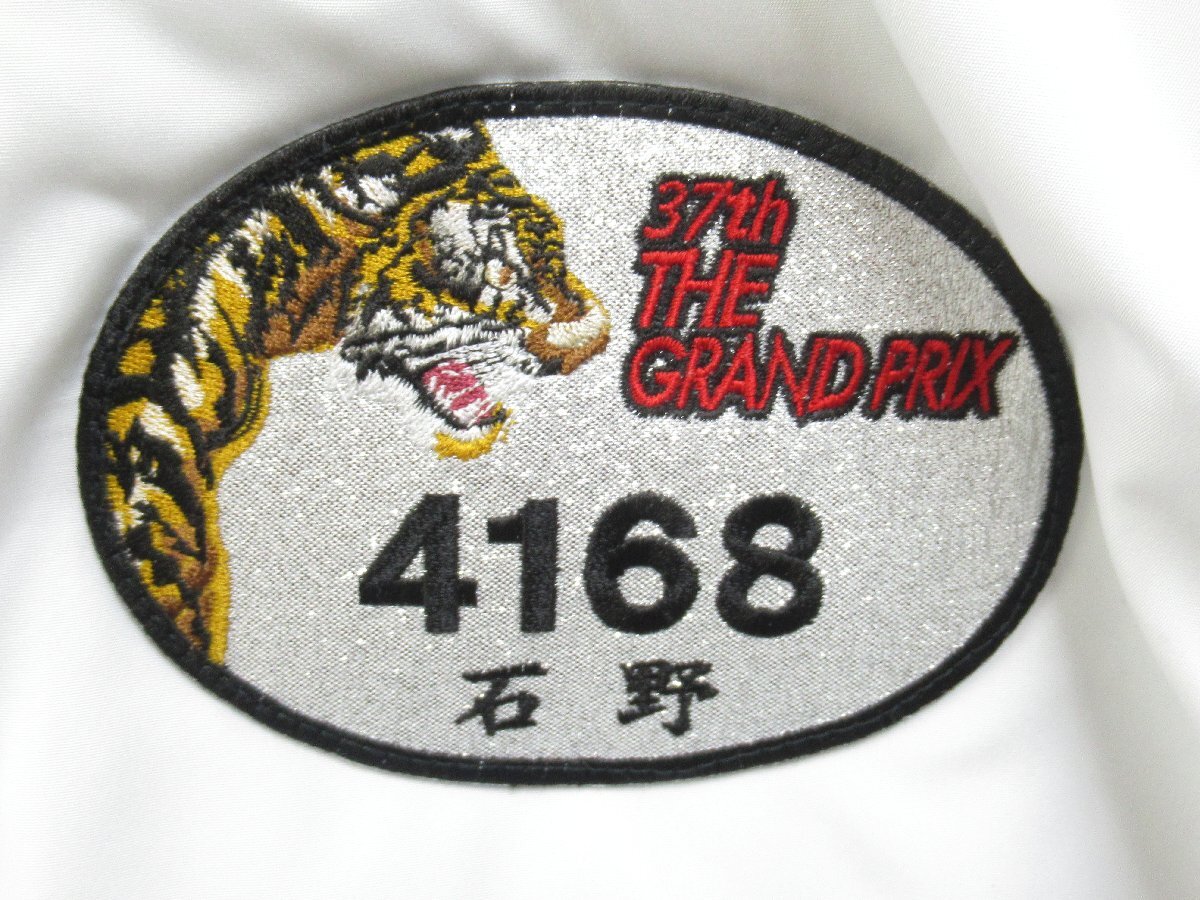 37th
THE
GRAND PRIX
4168
石野